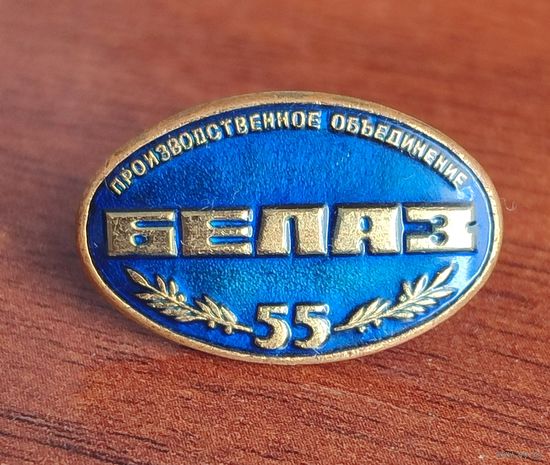 ПРОИЗВОДСТВЕННОЕ ОБЪЕДИНЕНИЕ
БЕЛАЗ
55